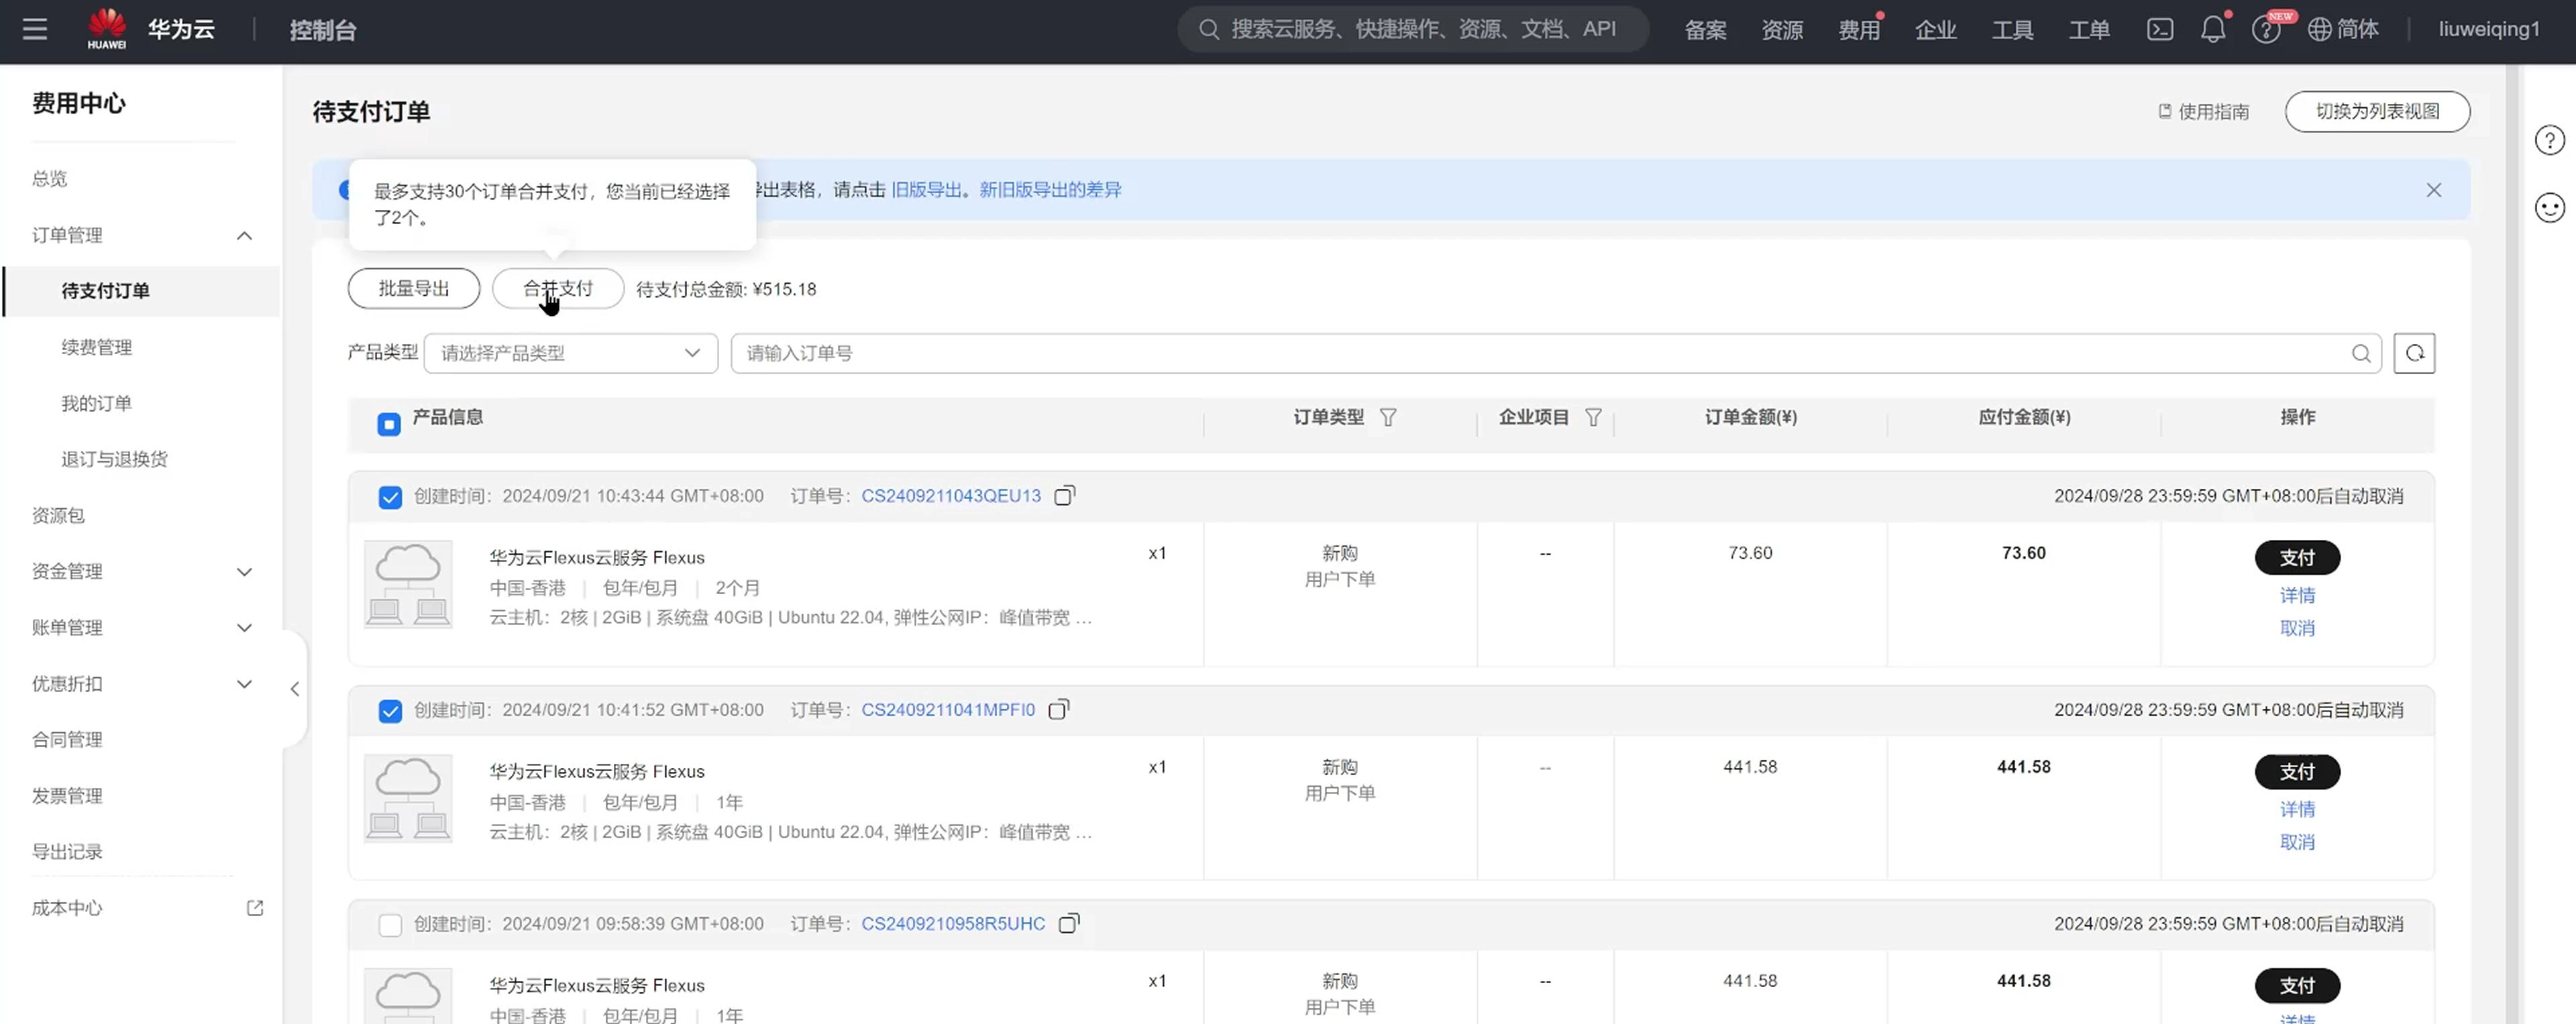 HUAWEI
华为云
控制台
搜索云服务、快捷操作、资源、文档、API
备案
资源
费用
企业
工具
工单
NEW
简体
liuweiqing1
费用中心
总览
订单管理
待支付订单
续费管理
我的订单
退订与退换货
资源包
资金管理
账单管理
优惠折扣
合同管理
发票管理
导出记录
成本中心
待支付订单
使用指南
切换为列表视图
最多支持30个订单合并支付，您当前已经选择
了2个。
出表格，请点击 旧版导出。新旧版导出的差异
批量导出
合并支付
待支付总金额: ¥515.18
产品类型
请选择产品类型
请输入订单号
产品信息
订单类型
企业项目
订单金额(¥)
应付金额(¥)
操作
创建时间：2024/09/21 10:43:44 GMT+08:00
订单号：CS2409211043QEU13
2024/09/28 23:59:59 GMT+08:00后自动取消
华为云Flexus云服务 Flexus
中国-香港 | 包年/包月 | 2个月
云主机：2核 | 2GiB | 系统盘 40GiB | Ubuntu 22.04, 弹性公网IP：峰值带宽 ...
x1
新购
用户下单
--
73.60
73.60
支付
详情
取消
创建时间：2024/09/21 10:41:52 GMT+08:00
订单号：CS2409211041MPFI0
2024/09/28 23:59:59 GMT+08:00后自动取消
华为云Flexus云服务 Flexus
中国-香港 | 包年/包月 | 1年
云主机：2核 | 2GiB | 系统盘 40GiB | Ubuntu 22.04, 弹性公网IP：峰值带宽 ...
x1
新购
用户下单
--
441.58
441.58
支付
详情
取消
创建时间：2024/09/21 09:58:39 GMT+08:00
订单号：CS2409210958R5UHC
2024/09/28 23:59:59 GMT+08:00后自动取消
华为云Flexus云服务 Flexus
中国-香港 | 包年/包月 | 1年
x1
新购
用户下单
--
441.58
441.58
支付
详情